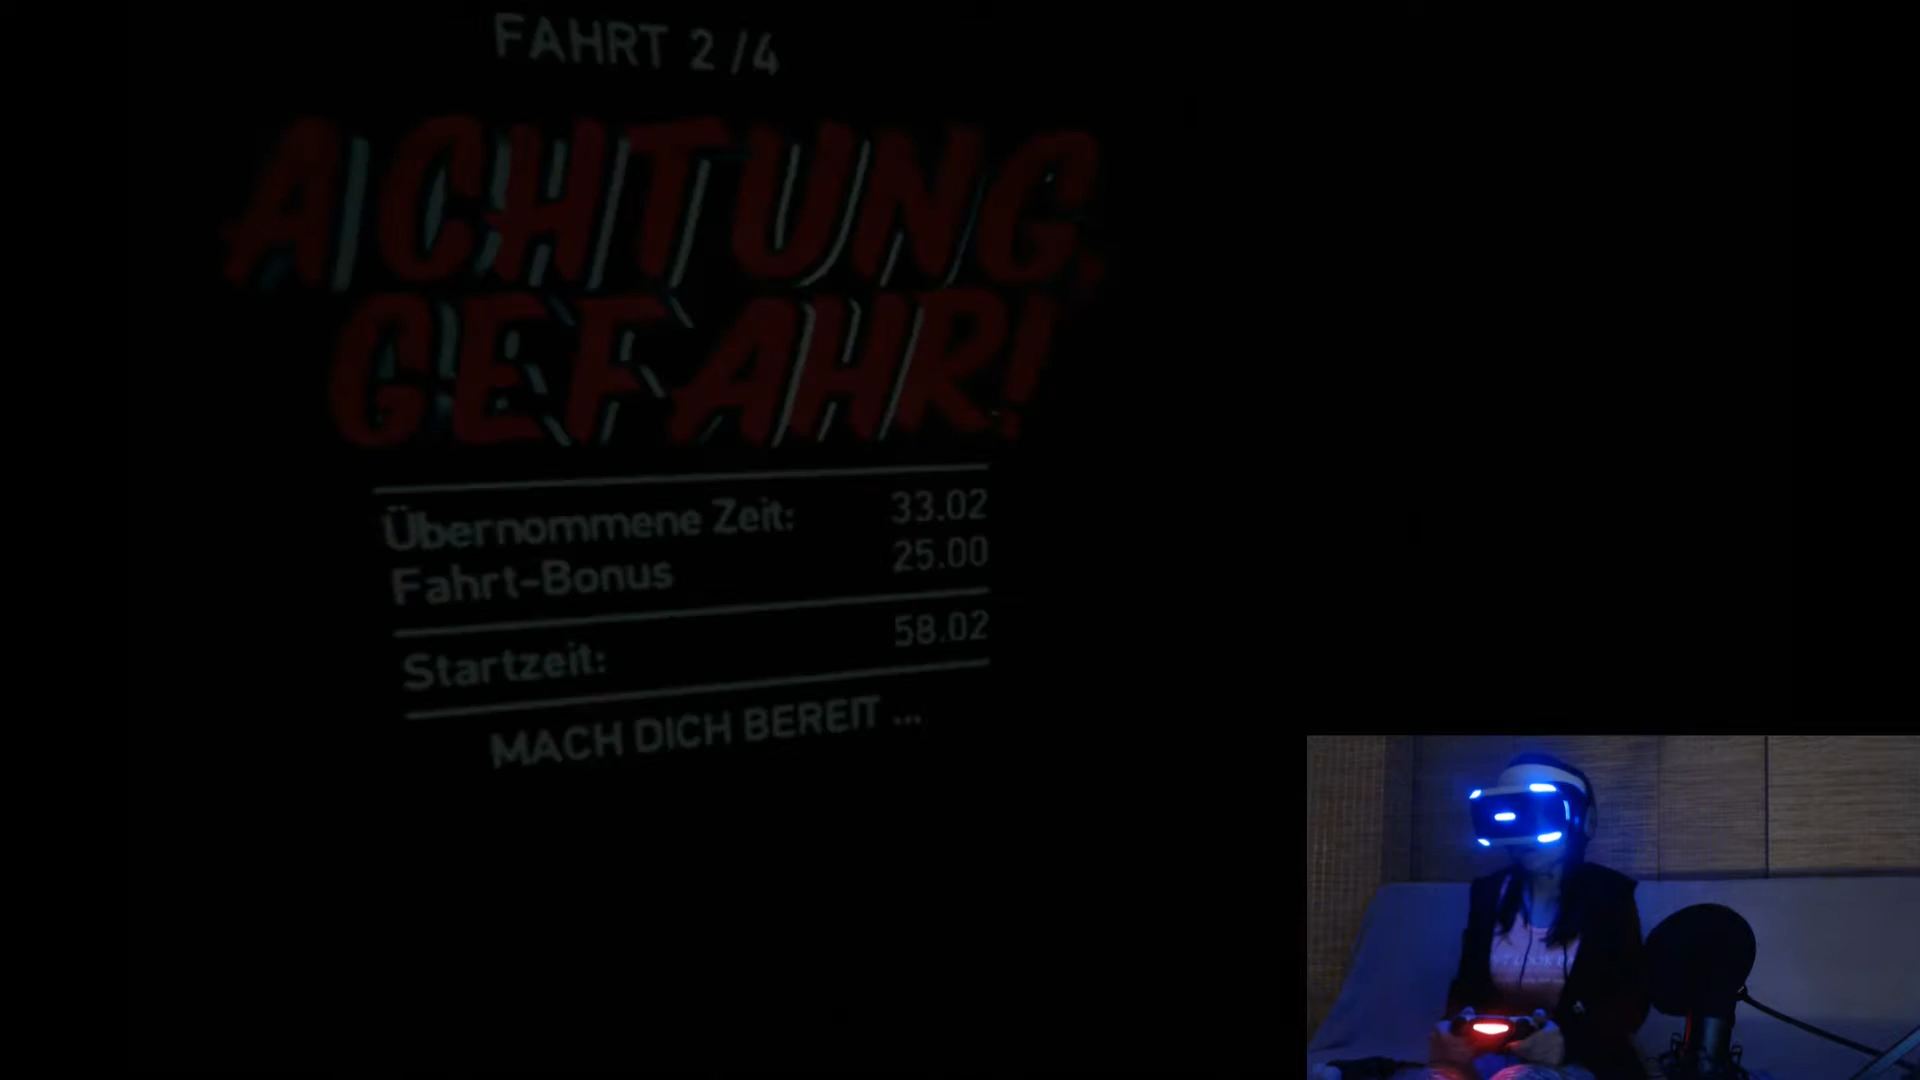 FAHRT 2/4
ACHTUNG,
GEFAHR!
Übernommene Zeit: 33.02
Fahrt-Bonus 25.00
Startzeit: 58.02
MACH DICH BEREIT ...